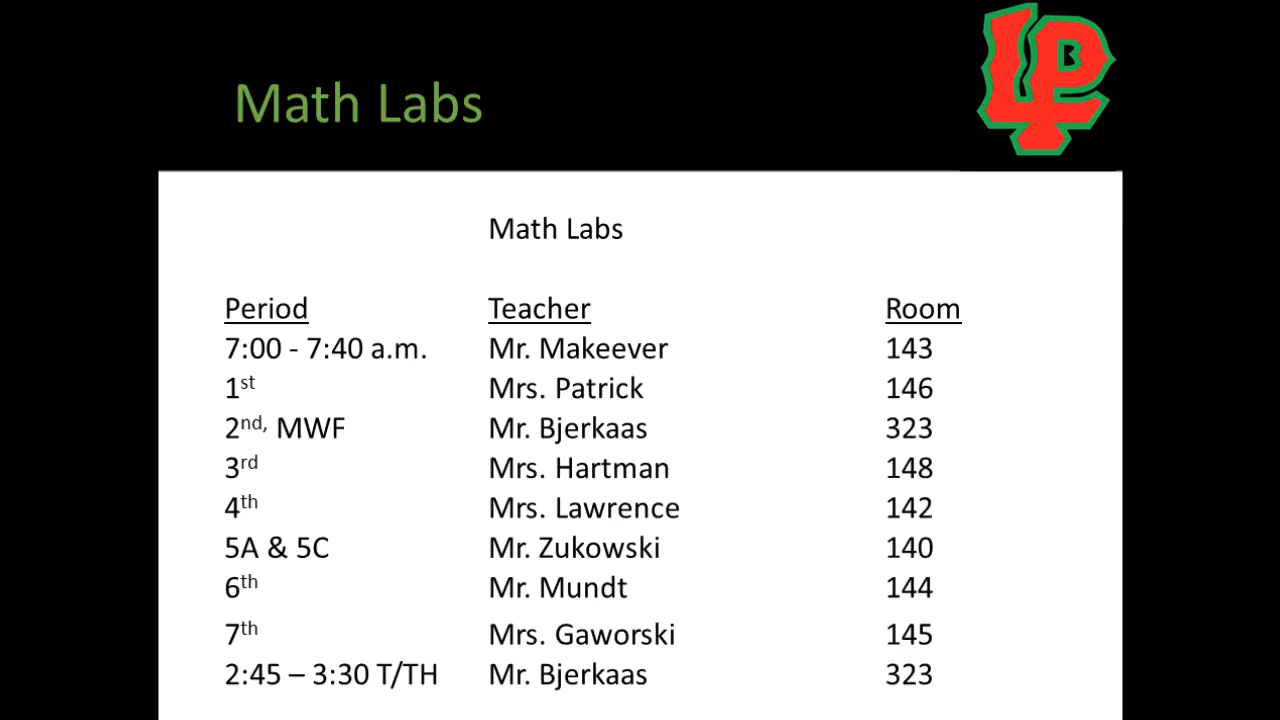 Math Labs
LP
B
Math Labs
Period Teacher Room
7:00 - 7:40 a.m. Mr. Makeever 143
1st Mrs. Patrick 146
2nd, MWF Mr. Bjerkaas 323
3rd Mrs. Hartman 148
4th Mrs. Lawrence 142
5A & 5C Mr. Zukowski 140
6th Mr. Mundt 144
7th Mrs. Gaworski 145
2:45 – 3:30 T/TH Mr. Bjerkaas 323